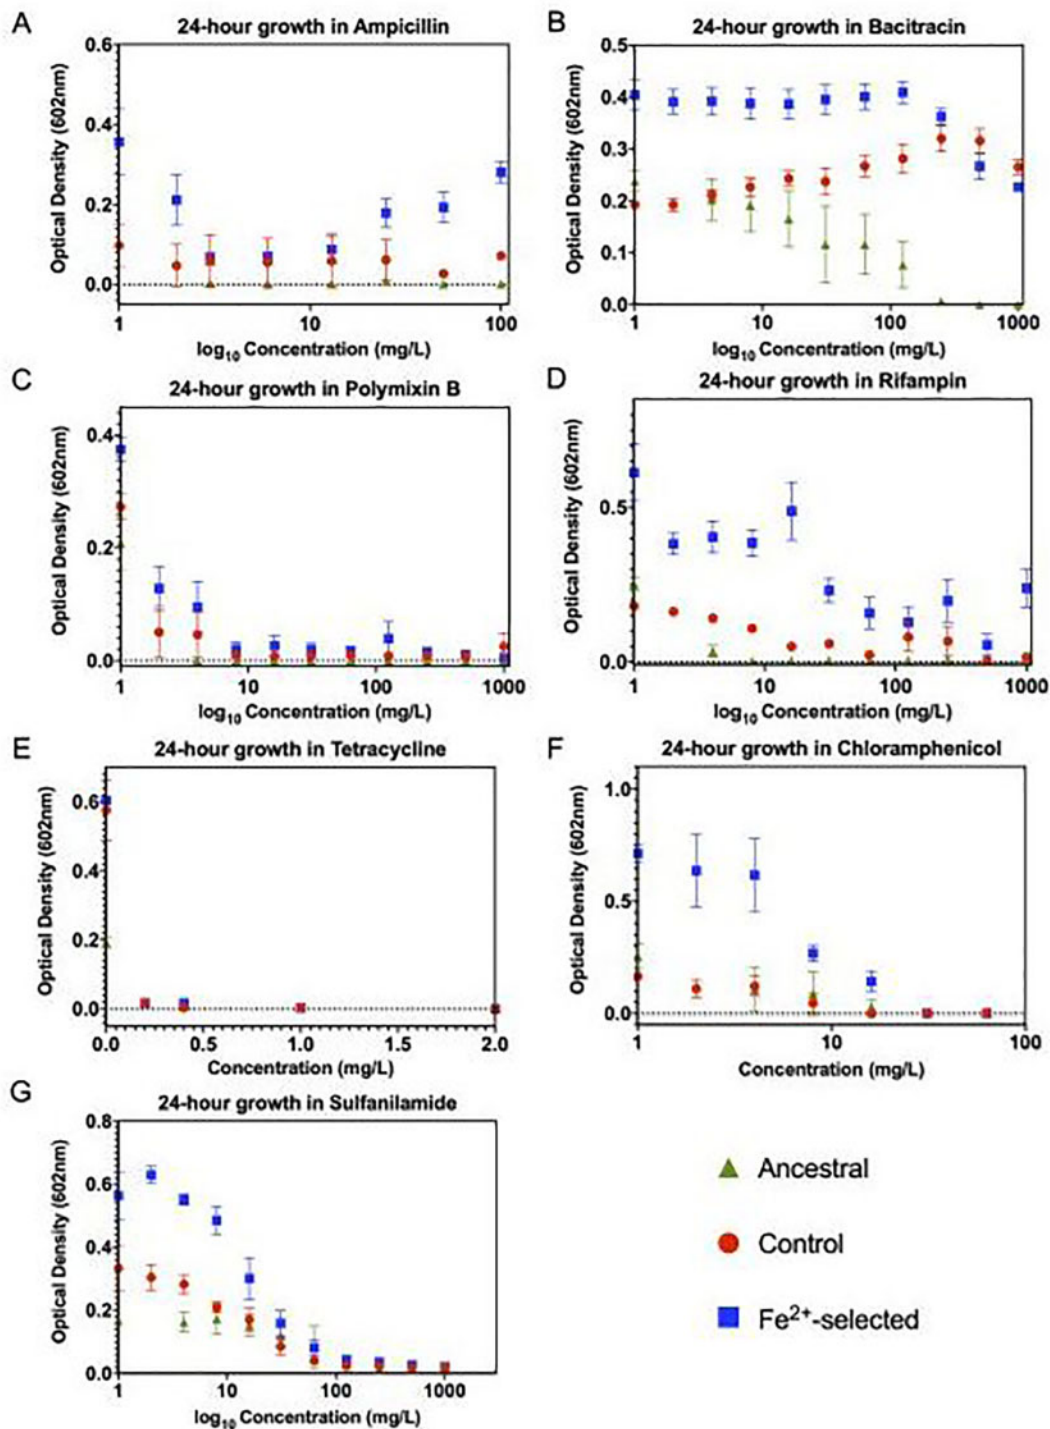 A
24-hour growth in Ampicillin
Optical Density (602nm)
0.6
0.4
0.2
0.0
1
10
100
log10 Concentration (mg/L)
B
24-hour growth in Bacitracin
Optical Density (602nm)
0.5
0.4
0.3
0.2
0.1
0.0
1
10
100
1000
log10 Concentration (mg/L)
C
24-hour growth in Polymixin B
Optical Density (602nm)
0.4
0.2
0.0
1
10
100
1000
log10 Concentration (mg/L)
D
24-hour growth in Rifampin
Optical Density (602nm)
0.5
0.0
1
10
100
1000
log10 Concentration (mg/L)
E
24-hour growth in Tetracycline
Optical Density (602nm)
0.6
0.4
0.2
0.0
0.0
0.5
1.0
1.5
2.0
Concentration (mg/L)
F
24-hour growth in Chloramphenicol
Optical Density (602nm)
1.0
0.5
0.0
1
10
100
Concentration (mg/L)
G
24-hour growth in Sulfanilamide
Optical Density (602nm)
0.8
0.6
0.4
0.2
0.0
1
10
100
1000
log10 Concentration (mg/L)
Ancestral
Control
Fe2+-selected